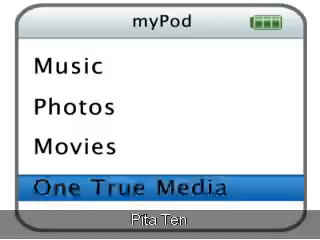 myPod
Music
Photos
Movies
One True Media
Pita Ten